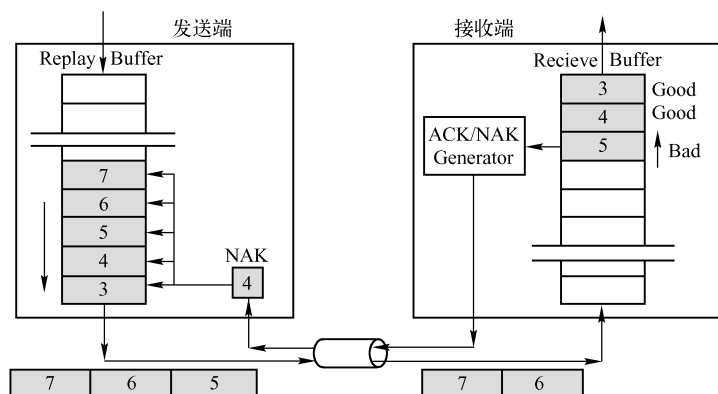 发送端
Replay Buffer
7
6
5
4
3
NAK
4
7 6 5
接收端
Recieve Buffer
3 Good
4 Good
5 Bad
ACK/NAK
Generator
7 6